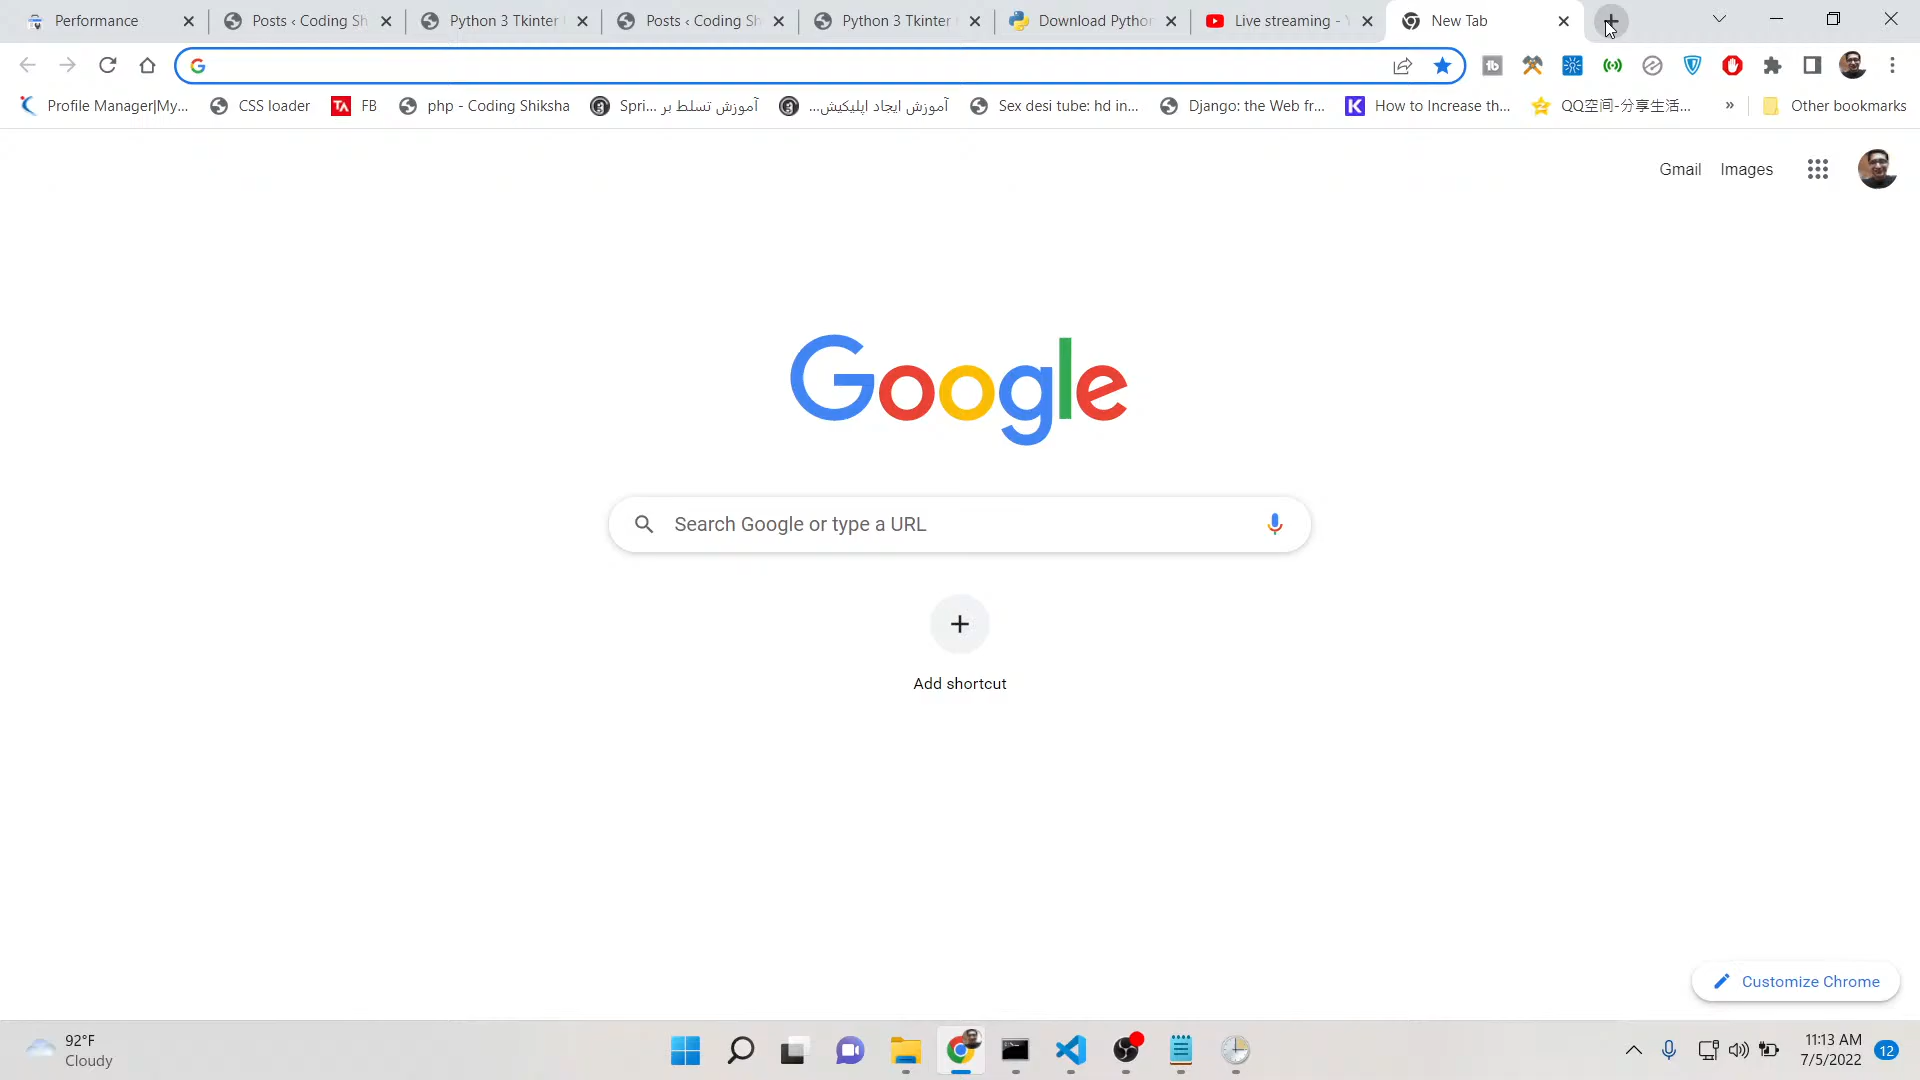 Performance
Posts ‹ Coding Sh
Python 3 Tkinter
Posts ‹ Coding Sh
Python 3 Tkinter
Download Python
Live streaming -
New Tab
Profile Manager|My...
CSS loader
TA FB
php - Coding Shiksha
آموزش تسلط بر ...Spri
آموزش ایجاد اپلیکیش...
Sex desi tube: hd in...
Django: the Web fr...
K How to Increase th...
QQ空间-分享生活...
»
Other bookmarks
Gmail
Images
Google
Search Google or type a URL
Add shortcut
Customize Chrome
92°F
Cloudy
11:13 AM
7/5/2022
12